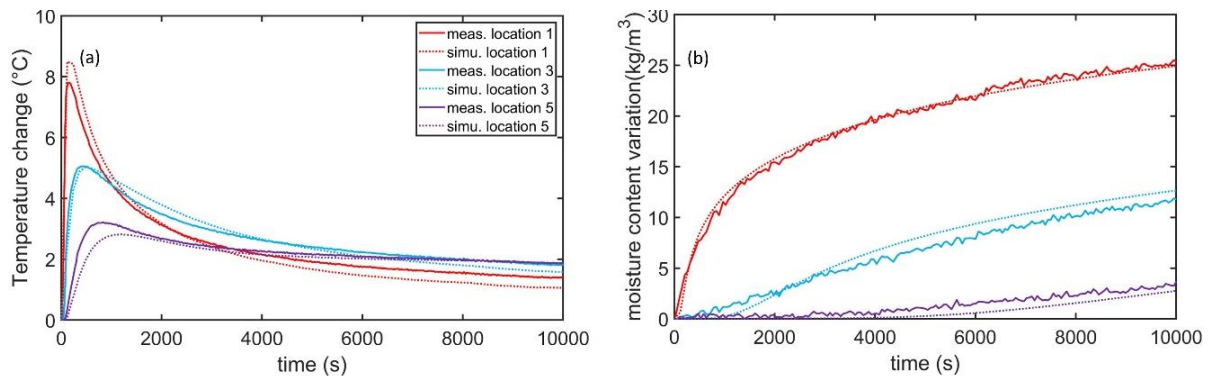 10
8
6
4
2
0
Temperature change (°C)
(a)
meas. location 1
simu. location 1
meas. location 3
simu. location 3
meas. location 5
simu. location 5
0 2000 4000 6000 8000 10000
time (s)
30
25
20
15
10
5
0
moisture content variation(kg/m³)
(b)
0 2000 4000 6000 8000 10000
time (s)